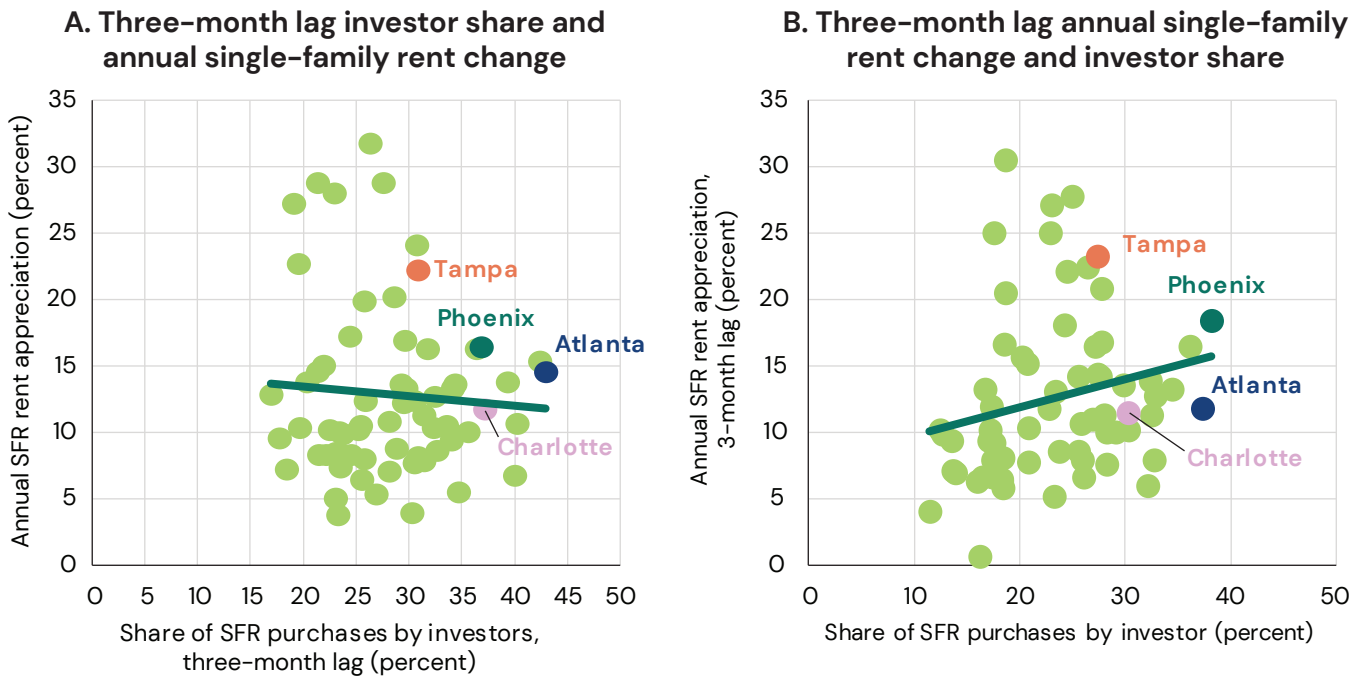 A. Three-month lag investor share and
annual single-family rent change
Annual SFR rent appreciation (percent)
35
30
25
20
15
10
5
0
Tampa
Phoenix
Atlanta
Charlotte
0 5 10 15 20 25 30 35 40 45 50
Share of SFR purchases by investors,
three-month lag (percent)
B. Three-month lag annual single-family
rent change and investor share
Annual SFR rent appreciation,
3-month lag (percent)
35
30
25
20
15
10
5
0
Tampa
Phoenix
Atlanta
Charlotte
0 10 20 30 40 50
Share of SFR purchases by investor (percent)